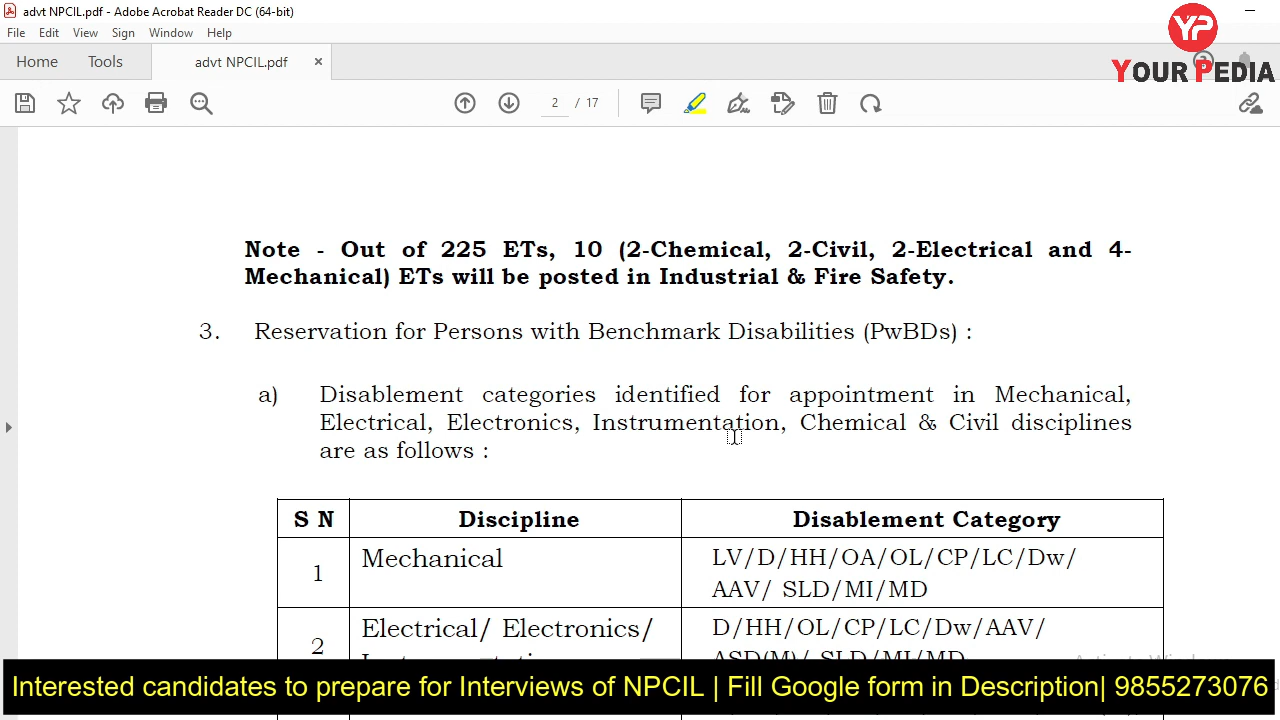 advt NPCIL.pdf - Adobe Acrobat Reader DC (64-bit)
File Edit View Sign Window Help
YP
YOUR PEDIA
Home Tools advt NPCIL.pdf ×
2 / 17
Note - Out of 225 ETs, 10 (2-Chemical, 2-Civil, 2-Electrical and 4-
Mechanical) ETs will be posted in Industrial & Fire Safety.
3. Reservation for Persons with Benchmark Disabilities (PwBDs) :
a) Disablement categories identified for appointment in Mechanical,
Electrical, Electronics, Instrumentation, Chemical & Civil disciplines
are as follows :
S N Discipline Disablement Category
1 Mechanical LV/D/HH/OA/OL/CP/LC/Dw/
AAV/ SLD/MI/MD
2 Electrical/ Electronics/ D/HH/OL/CP/LC/Dw/AAV/
ASD(M)/ SLD/MI/MD
Interested candidates to prepare for Interviews of NPCIL | Fill Google form in Description| 9855273076